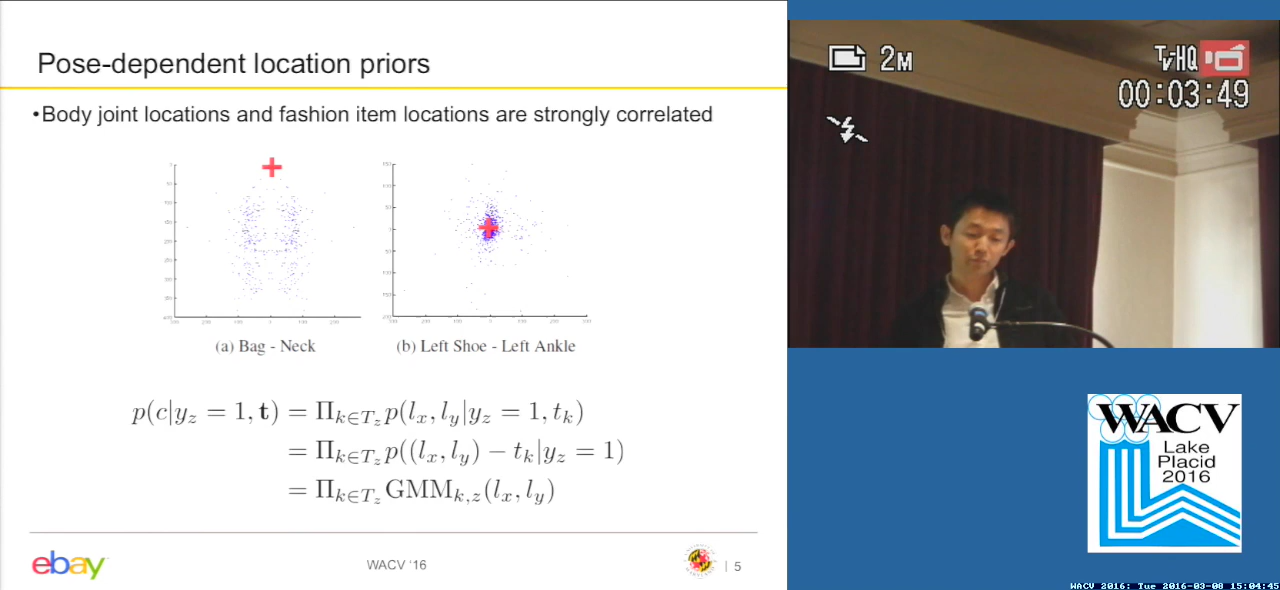 Pose-dependent location priors
•Body joint locations and fashion item locations are strongly correlated
(a) Bag - Neck
(b) Left Shoe - Left Ankle
p(c|y_z = 1, t) = Π_{k∈T_z} p(l_x, l_y|y_z = 1, t_k)
= Π_{k∈T_z} p((l_x, l_y) − t_k|y_z = 1)
= Π_{k∈T_z} GMM_{k,z}(l_x, l_y)
ebay
WACV '16
| 5
2M
Tv-HQ
00:03:49
WACV
Lake
Placid
2016
WACV 2016: Tue 2016-03-08 15:04:45